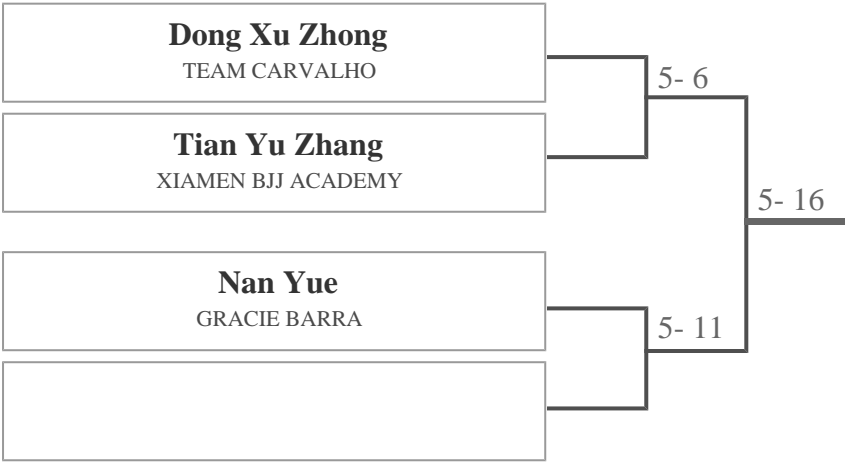 Dong Xu Zhong
TEAM CARVALHO
5- 6
Tian Yu Zhang
XIAMEN BJJ ACADEMY
5- 16
Nan Yue
GRACIE BARRA
5- 11